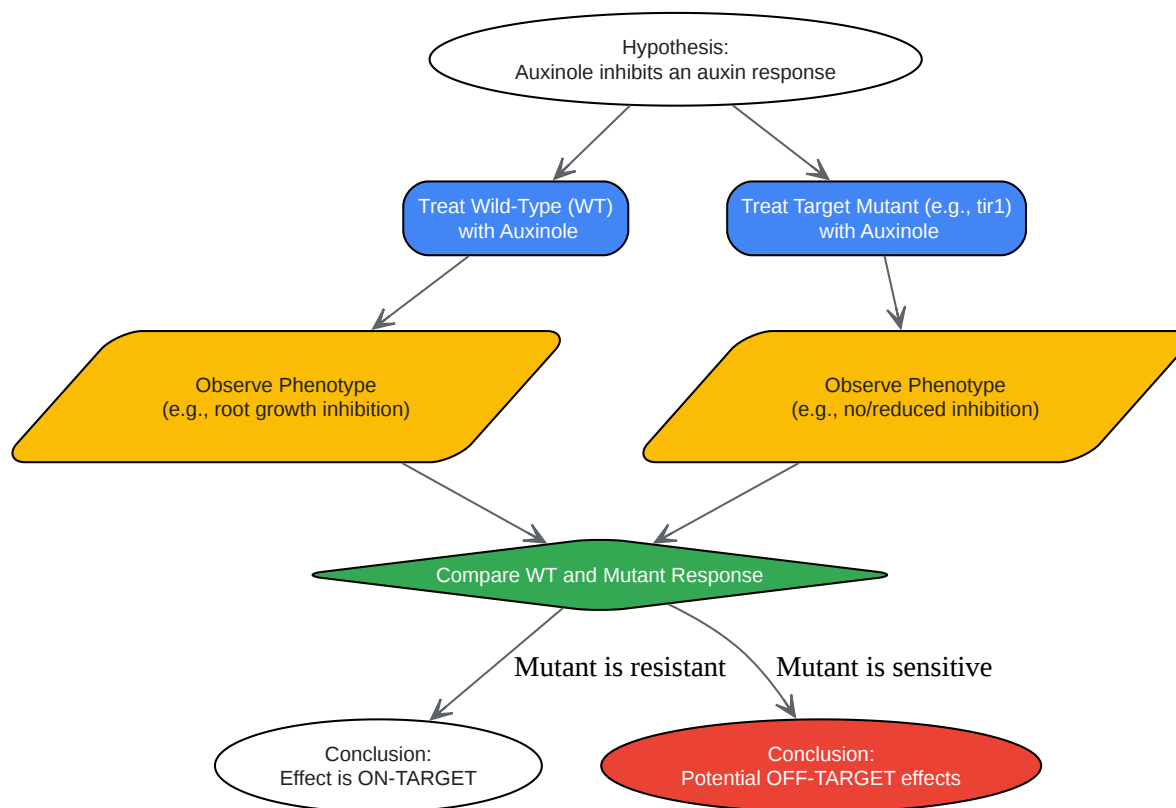 Hypothesis:
Auxinole inhibits an auxin response
Treat Wild-Type (WT)
with Auxinole
Treat Target Mutant (e.g., tir1)
with Auxinole
Observe Phenotype
(e.g., root growth inhibition)
Observe Phenotype
(e.g., no/reduced inhibition)
Compare WT and Mutant Response
Mutant is resistant
Mutant is sensitive
Conclusion:
Effect is ON-TARGET
Conclusion:
Potential OFF-TARGET effects